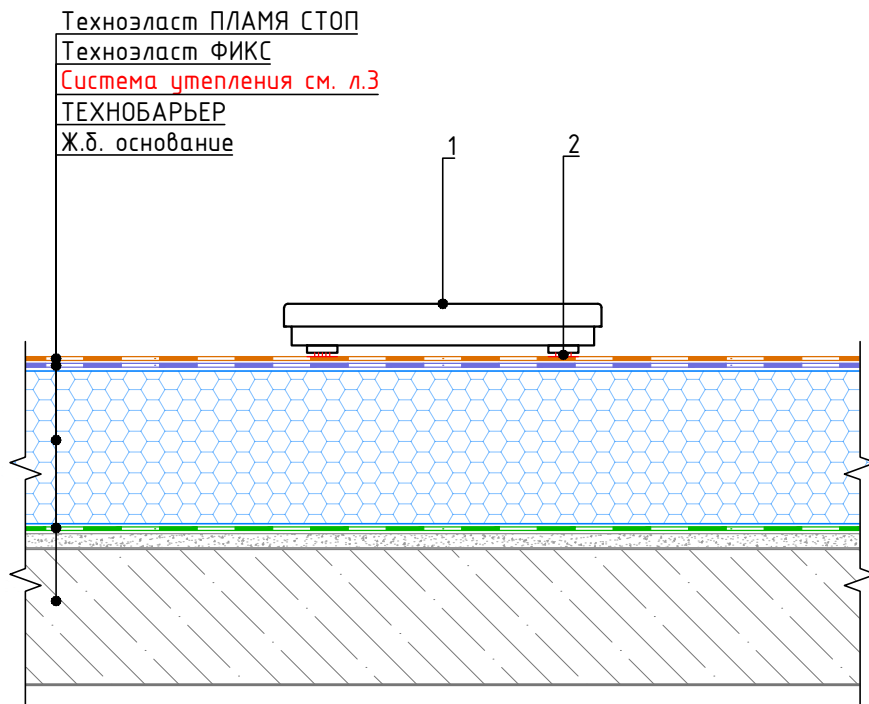 Техноэласт ПЛАМЯ СТОП
Техноэласт ФИКС
Система утепления см. л.3
ТЕХНОБАРЬЕР
Ж.б. основание
1
2